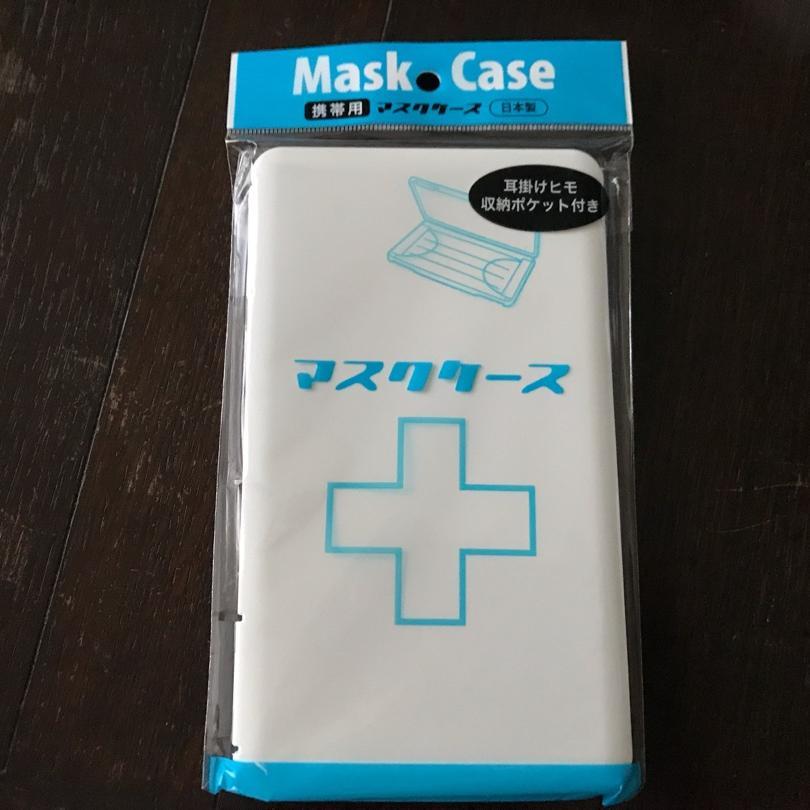 Mask Case
携帯用 マスクケース 日本製
耳掛けヒモ
収納ポケット付き
マスクケース